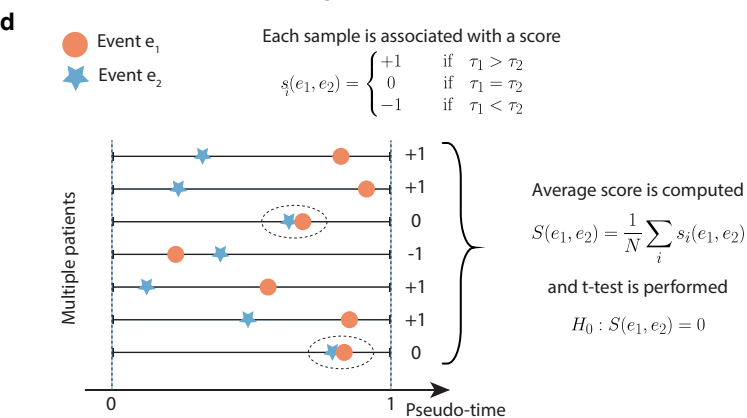 d
Event e₁
Event e₂
Each sample is associated with a score
sᵢ(e₁, e₂) = { +1 if τ₁ > τ₂
0 if τ₁ = τ₂
−1 if τ₁ < τ₂
Multiple patients
+1
+1
0
-1
+1
+1
0
0
1
Pseudo-time
Average score is computed
S(e₁, e₂) = 1/N ∑ᵢ sᵢ(e₁, e₂)
and t-test is performed
H₀ : S(e₁, e₂) = 0